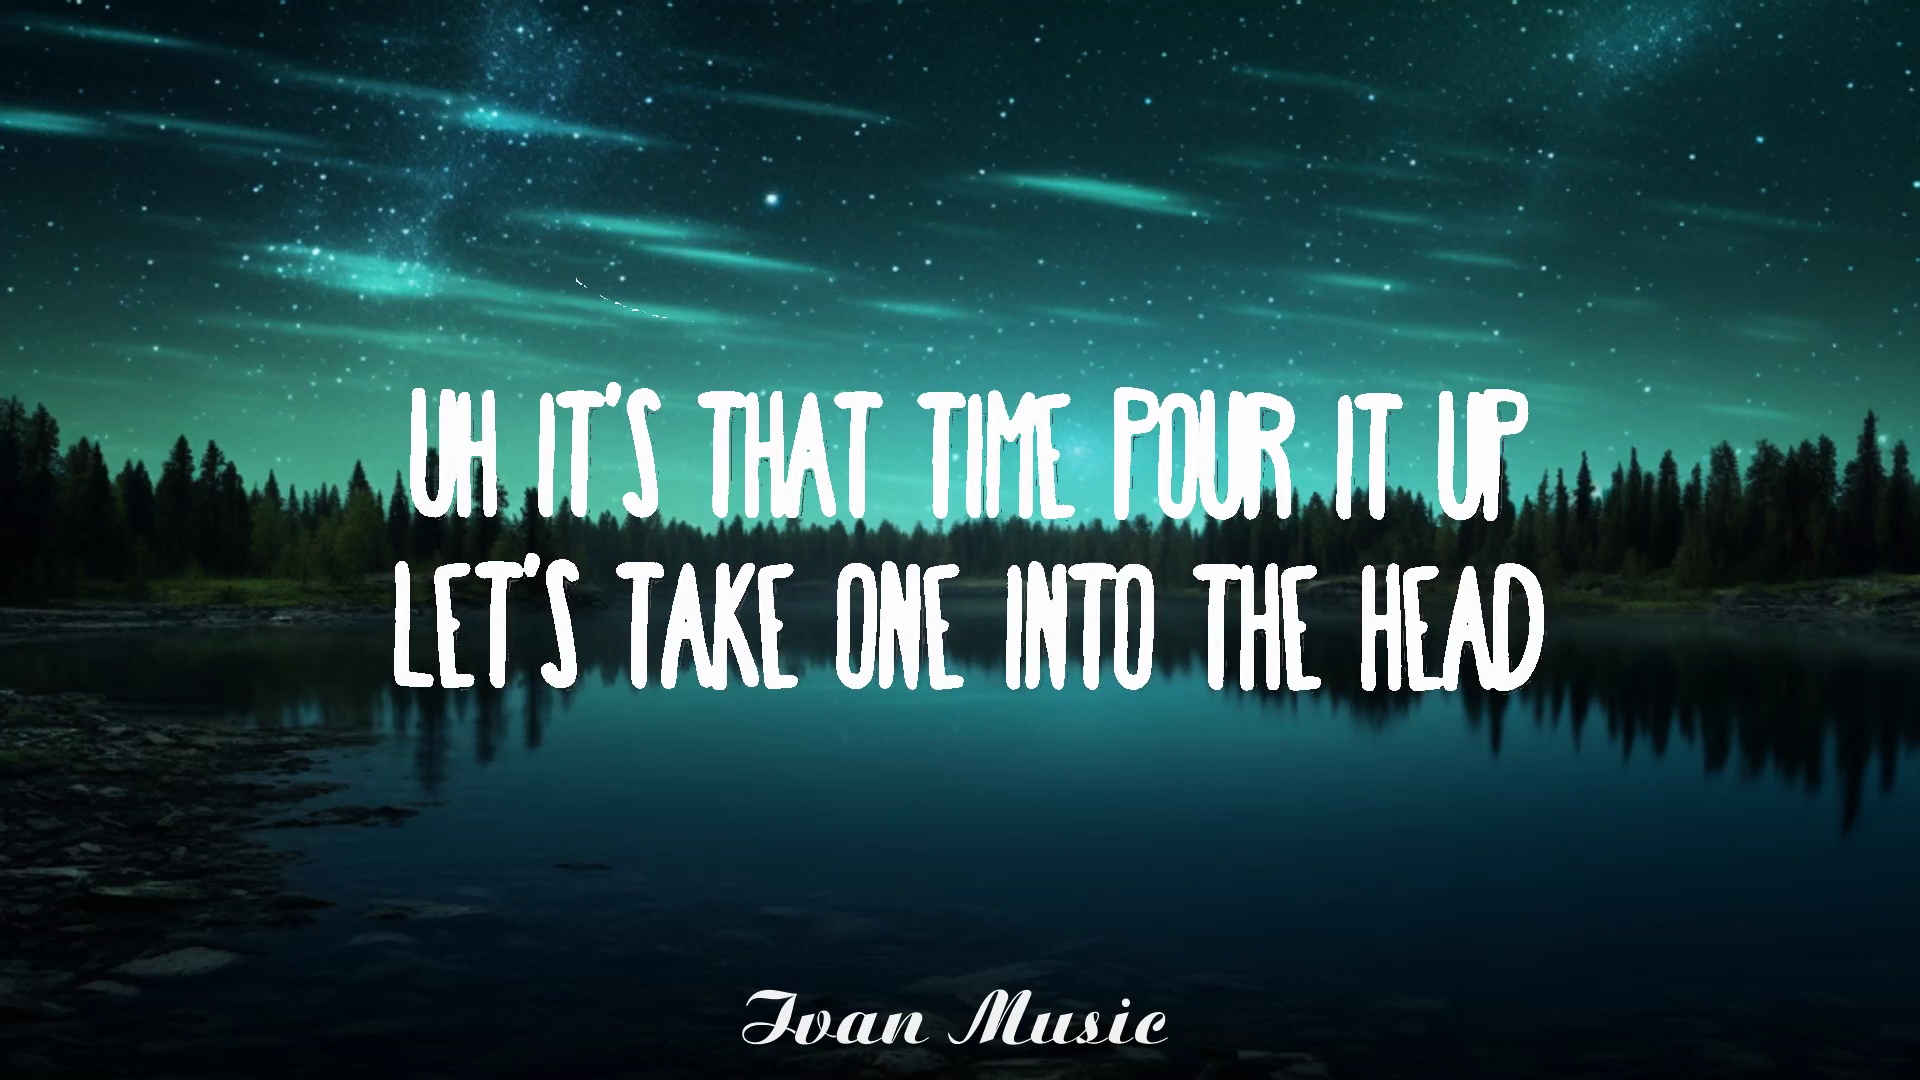 UH IT'S THAT TIME POUR IT UP
LET'S TAKE ONE INTO THE HEAD
Ivan Music